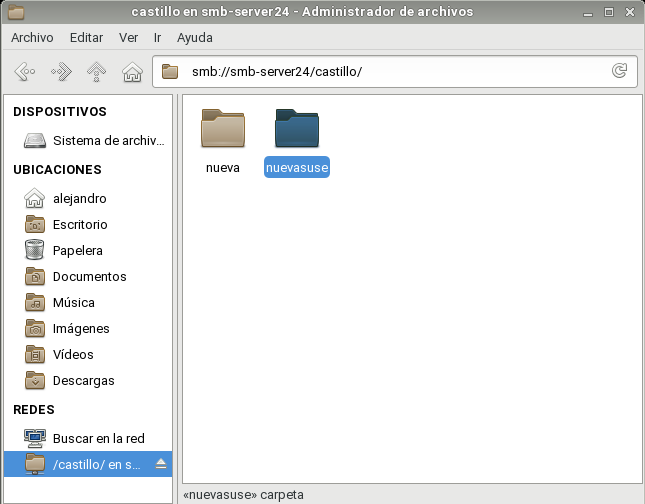 castillo en smb-server24 - Administrador de archivos
Archivo Editar Ver Ir Ayuda
smb://smb-server24/castillo/
DISPOSITIVOS
Sistema de archiv...
UBICACIONES
alejandro
Escritorio
Papelera
Documentos
Música
Imágenes
Vídeos
Descargas
REDES
Buscar en la red
/castillo/ en s...
nueva
nuevasuse
«nuevasuse» carpeta